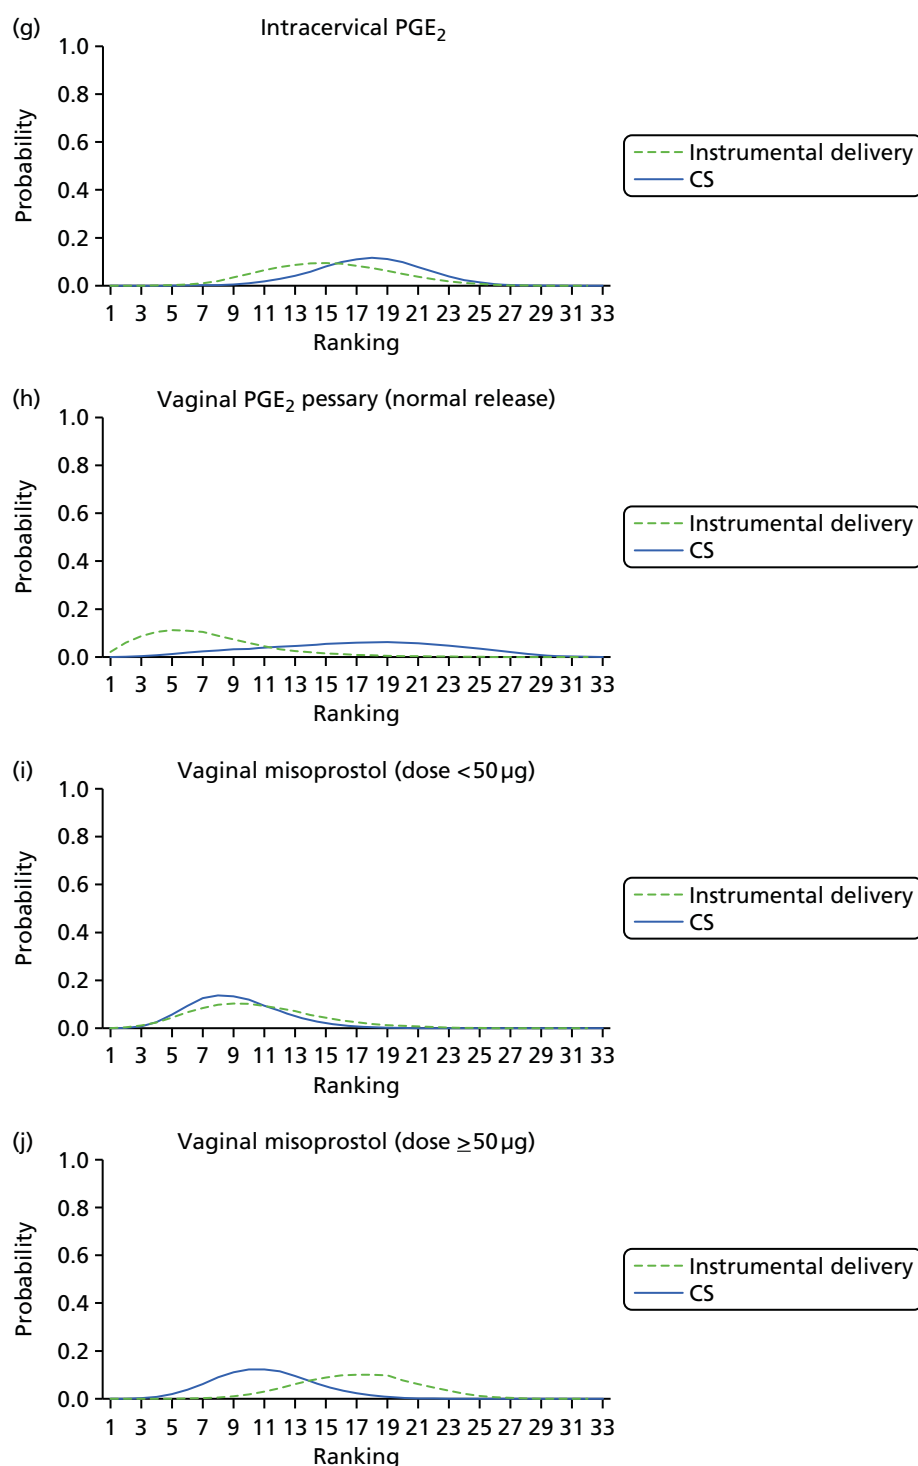 (g)
Intracervical PGE₂
1.0
0.8
0.6
0.4
0.2
0.0
Probability
1 3 5 7 9 11 13 15 17 19 21 23 25 27 29 31 33
Ranking
Instrumental delivery
CS
(h)
Vaginal PGE₂ pessary (normal release)
1.0
0.8
0.6
0.4
0.2
0.0
Probability
1 3 5 7 9 11 13 15 17 19 21 23 25 27 29 31 33
Ranking
Instrumental delivery
CS
(i)
Vaginal misoprostol (dose <50 µg)
1.0
0.8
0.6
0.4
0.2
0.0
Probability
1 3 5 7 9 11 13 15 17 19 21 23 25 27 29 31 33
Ranking
Instrumental delivery
CS
(j)
Vaginal misoprostol (dose ≥50 µg)
1.0
0.8
0.6
0.4
0.2
0.0
Probability
1 3 5 7 9 11 13 15 17 19 21 23 25 27 29 31 33
Ranking
Instrumental delivery
CS